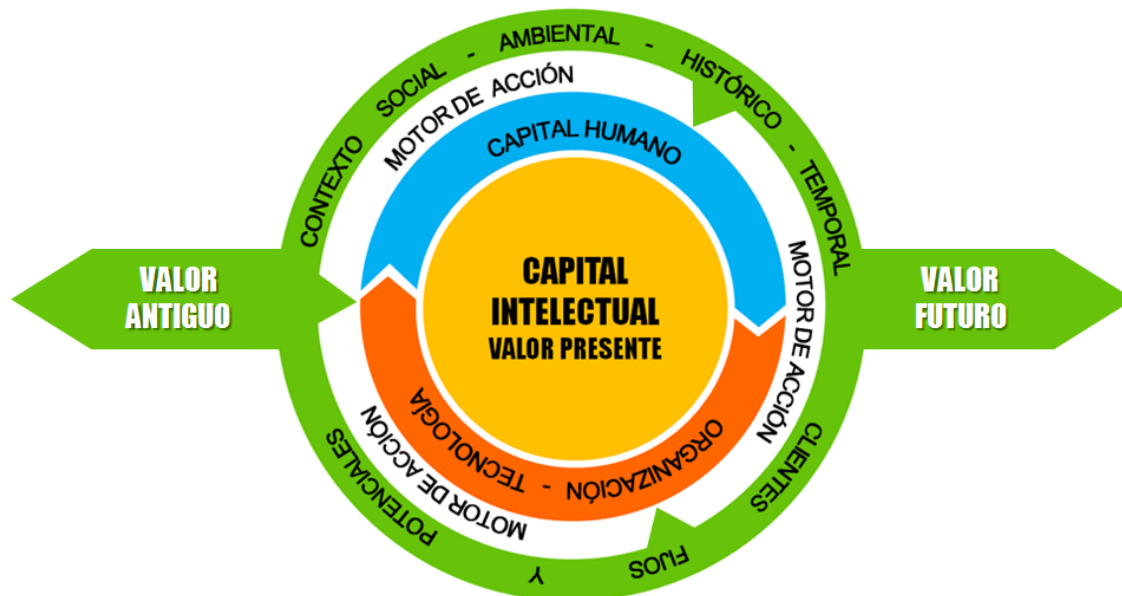 CONTEXTO SOCIAL - AMBIENTAL - HISTÓRICO - TEMPORAL
MOTOR DE ACCIÓN
CAPITAL HUMANO
VALOR
ANTIGUO
CAPITAL
INTELECTUAL
VALOR PRESENTE
VALOR
FUTURO
MOTOR DE ACCIÓN
ORGANIZACIÓN - TECNOLOGÍA
MOTOR DE ACCIÓN
CLIENTES FIJOS Y POTENCIALES